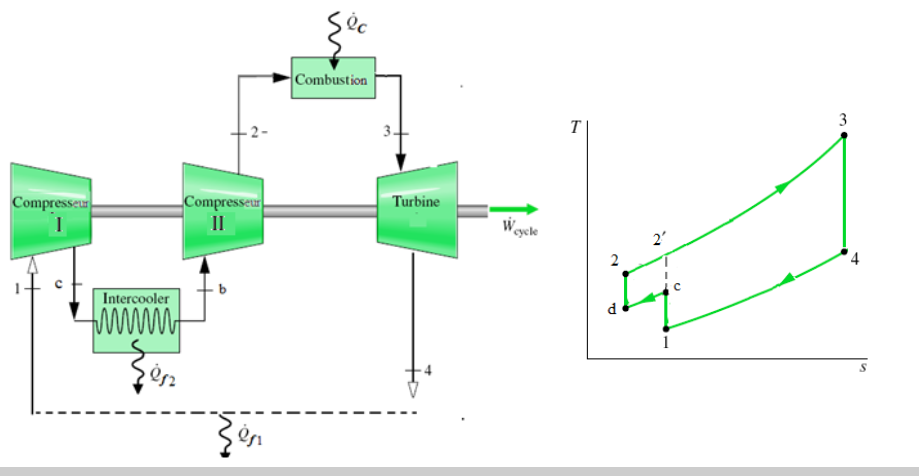 Q̇c
Combustion
2-
3
Compresseur
I
Compresseur
II
Turbine
Ẇcycle
1
c
Intercooler
b
Q̇f2
4
Q̇f1
T
3
2′
2
c
4
d
1
s